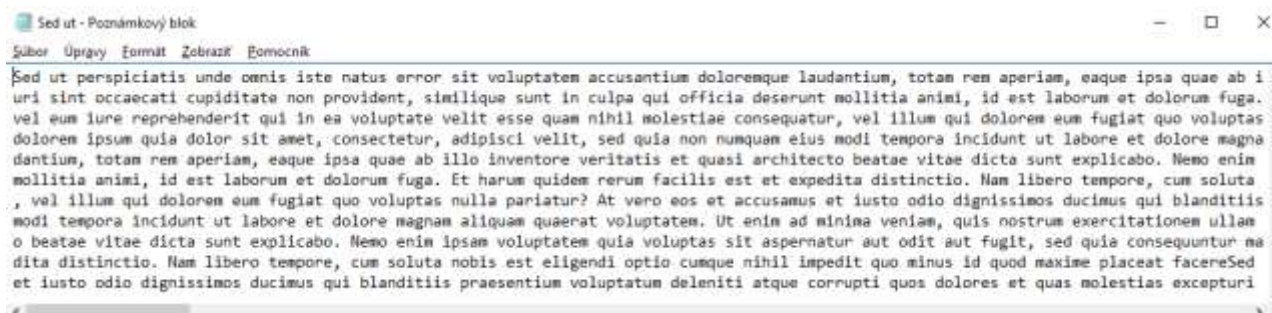 Sed ut - Poznámkový blok
Súbor Úpravy Formát Zobraziť Pomocník
Sed ut perspiciatis unde omnis iste natus error sit voluptatem accusantium doloremque laudantium, totam rem aperiam, eaque ipsa quae ab i
uri sint occaecati cupiditate non provident, similique sunt in culpa qui officia deserunt mollitia animi, id est laborum et dolorum fuga.
vel eum iure reprehenderit qui in ea voluptate velit esse quam nihil molestiae consequatur, vel illum qui dolorem eum fugiat quo voluptas
dolorem ipsum quia dolor sit amet, consectetur, adipisci velit, sed quia non numquam eius modi tempora incidunt ut labore et dolore magna
dantium, totam rem aperiam, eaque ipsa quae ab illo inventore veritatis et quasi architecto beatae vitae dicta sunt explicabo. Nemo enim
mollitia animi, id est laborum et dolorum fuga. Et harum quidem rerum facilis est et expedita distinctio. Nam libero tempore, cum soluta
, vel illum qui dolorem eum fugiat quo voluptas nulla pariatur? At vero eos et accusamus et iusto odio dignissimos ducimus qui blanditiis
modi tempora incidunt ut labore et dolore magnam aliquam quaerat voluptatem. Ut enim ad minima veniam, quis nostrum exercitationem ullam
o beatae vitae dicta sunt explicabo. Nemo enim ipsam voluptatem quia voluptas sit aspernatur aut odit aut fugit, sed quia consequuntur ma
dita distinctio. Nam libero tempore, cum soluta nobis est eligendi optio cumque nihil impedit quo minus id quod maxime placeat facereSed
et iusto odio dignissimos ducimus qui blanditiis praesentium voluptatum deleniti atque corrupti quos dolores et quas molestias excepturi